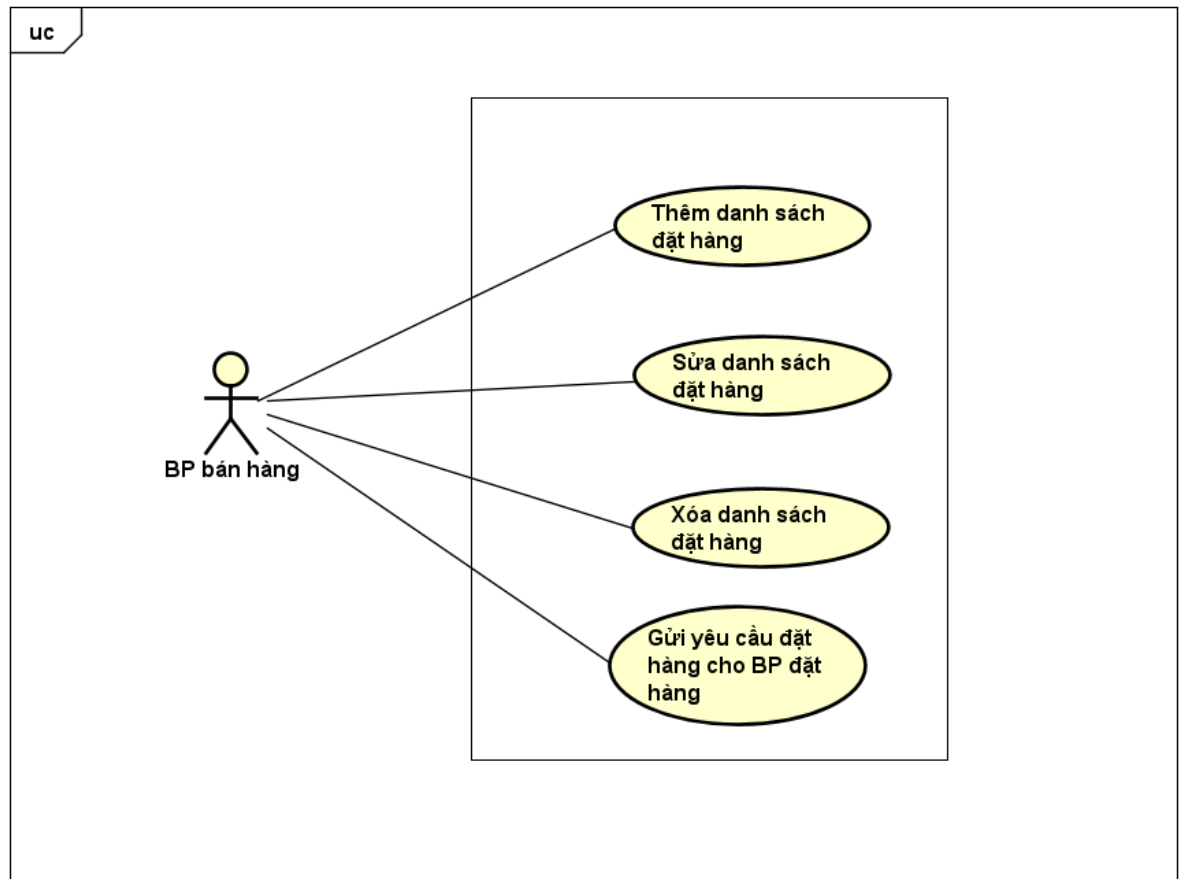 uc
Thêm danh sách
đặt hàng
Sửa danh sách
đặt hàng
BP bán hàng
Xóa danh sách
đặt hàng
Gửi yêu cầu đặt
hàng cho BP đặt
hàng